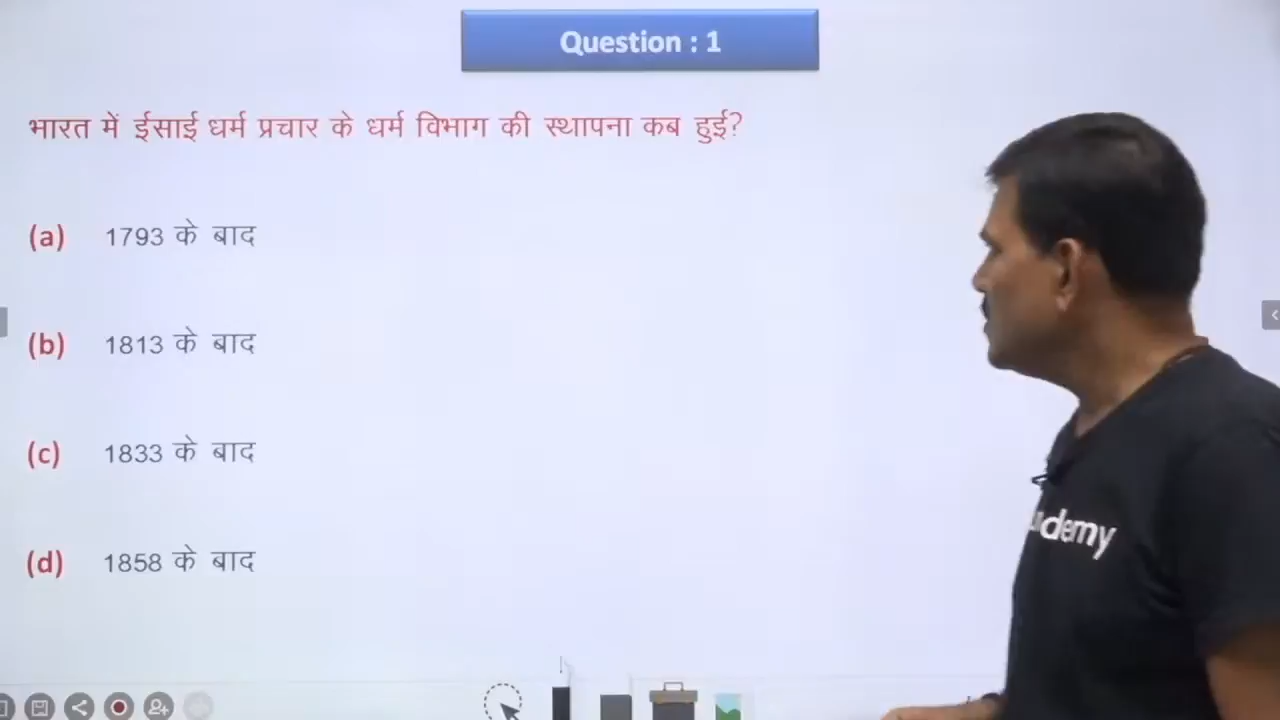 Question : 1
भारत में ईसाई धर्म प्रचार के धर्म विभाग की स्थापना कब हुई?
(a) 1793 के बाद
(b) 1813 के बाद
(c) 1833 के बाद
(d) 1858 के बाद
demy